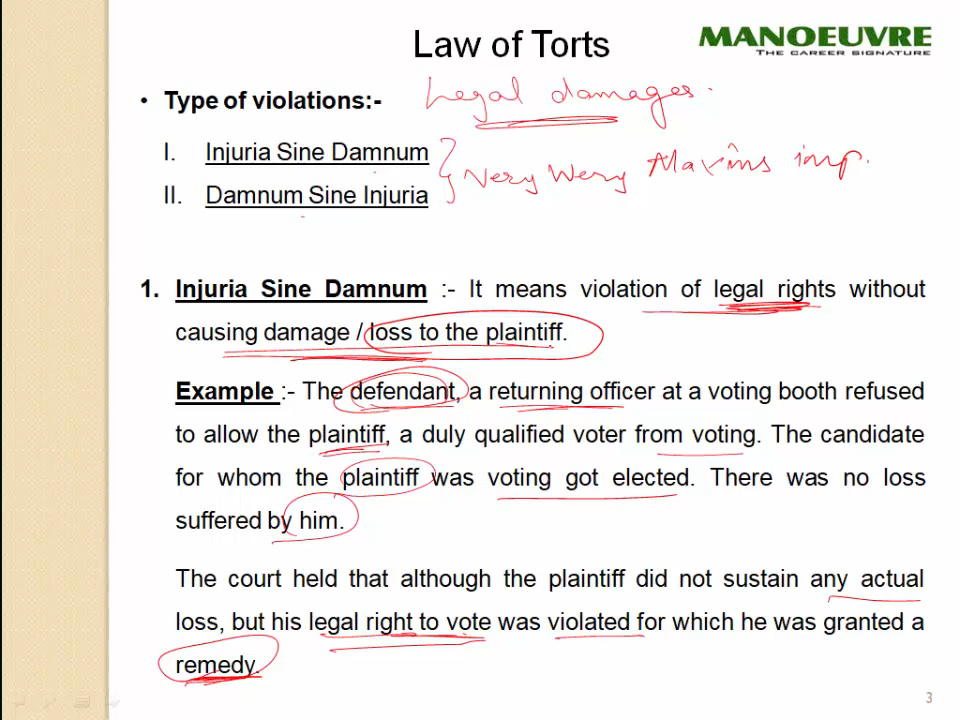 Law of Torts
MANOEUVRE
THE CAREER SIGNATURE
• Type of violations:- Legal damages.
I. Injuria Sine Damnum
II. Damnum Sine Injuria
Very Very Maxims imp.
1. Injuria Sine Damnum :- It means violation of legal rights without
causing damage / loss to the plaintiff.
Example :- The defendant, a returning officer at a voting booth refused
to allow the plaintiff, a duly qualified voter from voting. The candidate
for whom the plaintiff was voting got elected. There was no loss
suffered by him.
The court held that although the plaintiff did not sustain any actual
loss, but his legal right to vote was violated for which he was granted a
remedy.
3